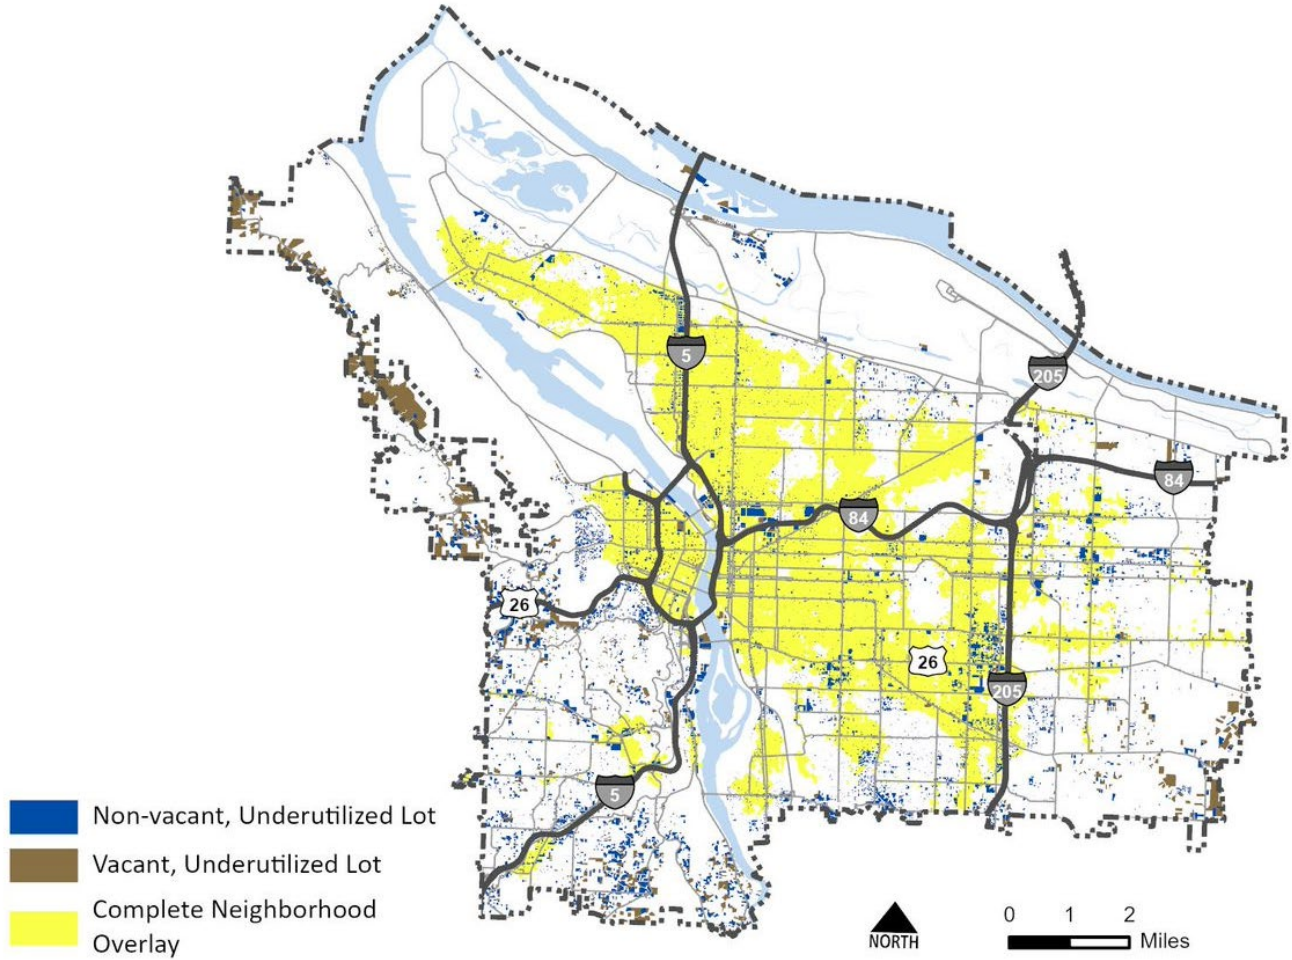 5
205
84
84
26
26
205
5
Non-vacant, Underutilized Lot
Vacant, Underutilized Lot
Complete Neighborhood
Overlay
0 1 2
Miles
NORTH